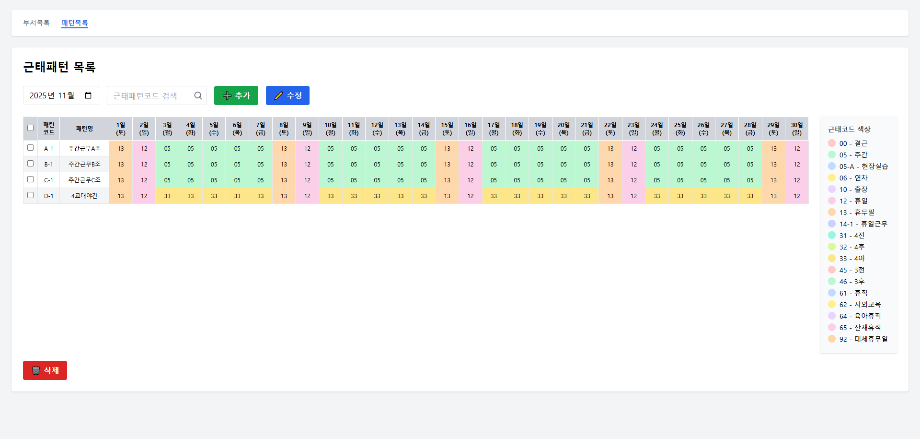 부서목록 패턴목록
근태패턴 목록
2025년 11월 근태패턴코드 검색 추가 수정
패턴코드 패턴명 1일(토) 2일(일) 3일(월) 4일(화) 5일(수) 6일(목) 7일(금) 8일(토) 9일(일) 10일(월) 11일(화) 12일(수) 13일(목) 14일(금) 15일(토) 16일(일) 17일(월) 18일(화) 19일(수) 20일(목) 21일(금) 22일(토) 23일(일) 24일(월) 25일(화) 26일(수) 27일(목) 28일(금) 29일(토) 30일(일)
A-1 주간근무A조 13 12 05 05 05 05 05 13 12 05 05 05 05 05 13 12 05 05 05 05 05 13 12 05 05 05 05 05 13 12
B-1 주간근무B조 13 12 05 05 05 05 05 13 12 05 05 05 05 05 13 12 05 05 05 05 05 13 12 05 05 05 05 05 13 12
C-1 주간근무C조 13 12 05 05 05 05 05 13 12 05 05 05 05 05 13 12 05 05 05 05 05 13 12 05 05 05 05 05 13 12
D-1 4교대야간 13 12 33 33 33 33 33 13 12 33 33 33 33 33 13 12 33 33 33 33 33 13 12 33 33 33 33 33 13 12
근태코드 색상
00 - 결근
05 - 주간
05-A - 현장실습
06 - 연차
10 - 출장
12 - 휴일
13 - 휴무일
14-1 - 휴일근무
31 - 4전
32 - 4후
33 - 4야
45 - 3전
46 - 3후
61 - 휴직
62 - 사외교육
64 - 육아휴직
65 - 산재휴직
92 - 대체휴무일
삭제